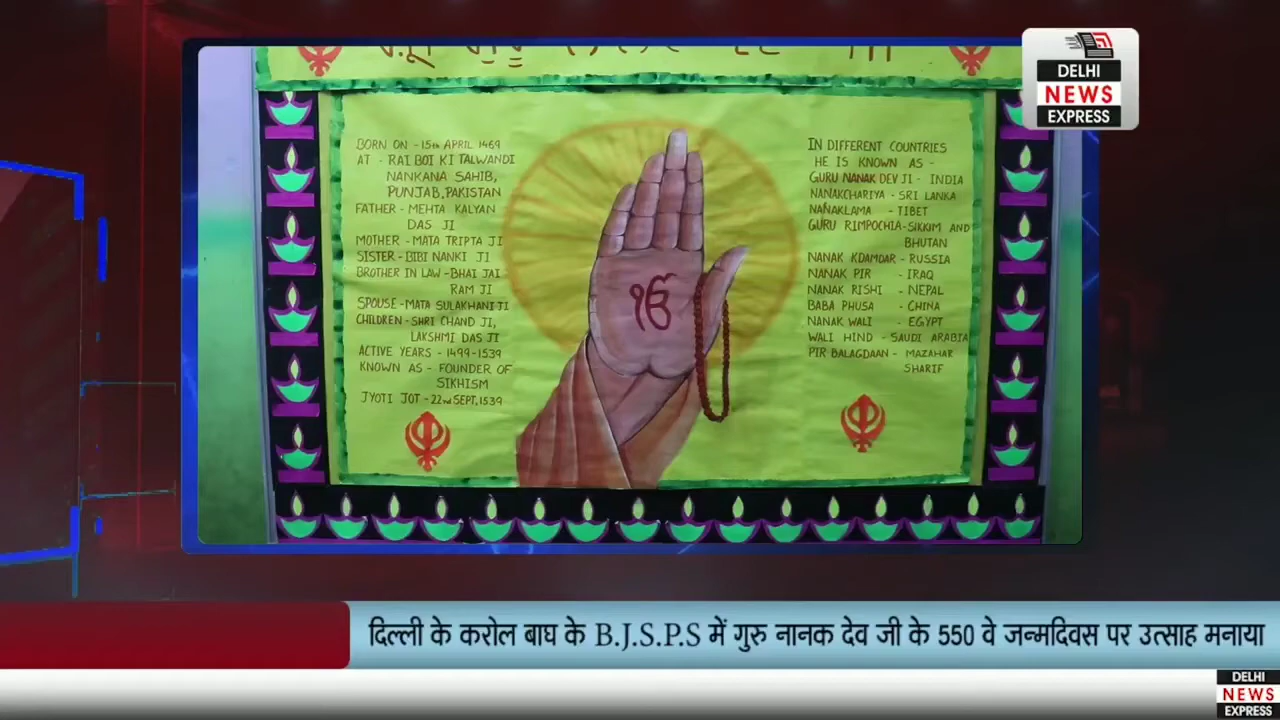 DELHI
NEWS
EXPRESS
BORN ON - 15th APRIL 1469
AT - RAI BOI KI TALWANDI
NANKANA SAHIB,
PUNJAB, PAKISTAN
FATHER - MEHTA KALYAN
DAS JI
MOTHER - MATA TRIPTA JI
SISTER - BIBI NANKI JI
BROTHER IN LAW - BHAI JAI
RAM JI
SPOUSE - MATA SULAKHANI JI
CHILDREN - SHRI CHAND JI,
LAKSHMI DAS JI
ACTIVE YEARS - 1499-1539
KNOWN AS - FOUNDER OF
SIKHISM
JYOTI JOT - 22nd SEPT, 1539
ੴ
IN DIFFERENT COUNTRIES
HE IS KNOWN AS -
GURU NANAK DEV JI - INDIA
NANAKCHARIYA - SRI LANKA
NANAKLAMA - TIBET
GURU RIMPOCHIA - SIKKIM AND
BHUTAN
NANAK KDAMDAR - RUSSIA
NANAK PIR - IRAQ
NANAK RISHI - NEPAL
BABA PHUSA - CHINA
NANAK WALI - EGYPT
WALI HIND - SAUDI ARABIA
PIR BALAGDAAN - MAZAHAR
SHARIF
दिल्ली के करोल बाघ के B.J.S.P.S में गुरु नानक देव जी के 550 वे जन्मदिवस पर उत्साह मनाया
DELHI
NEWS
EXPRESS